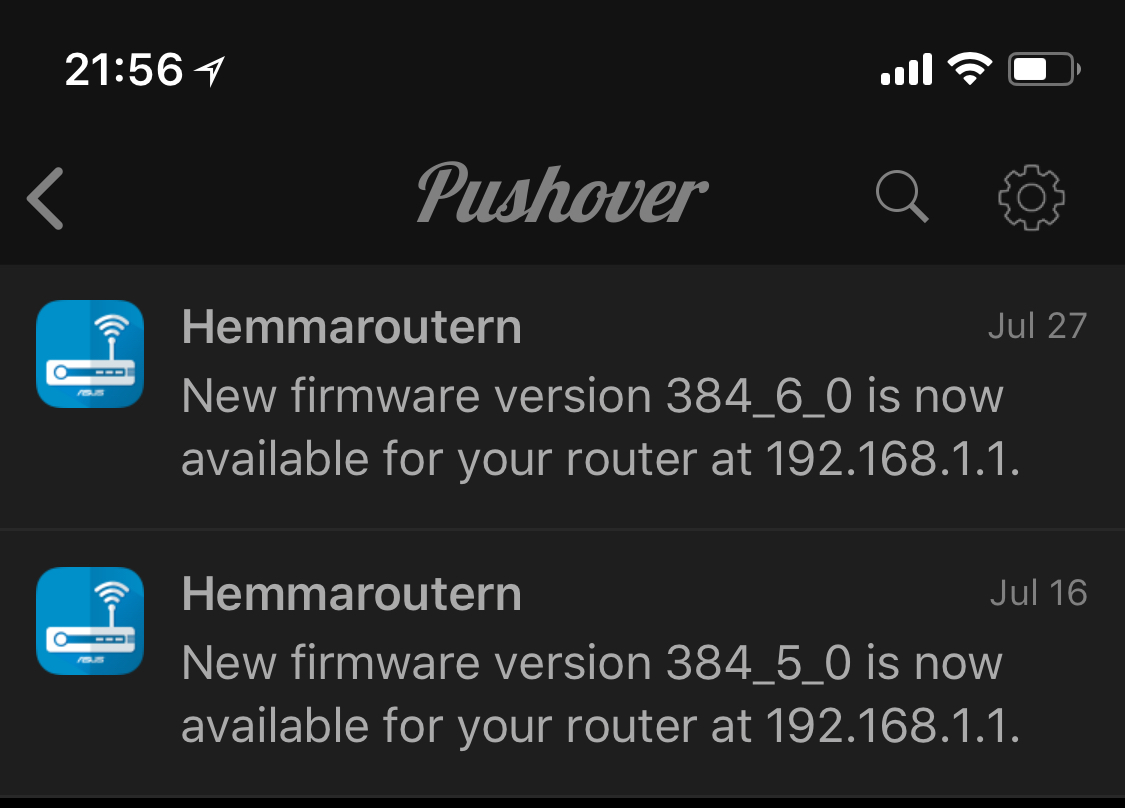 21:56
Pushover
Hemmaroutern
Jul 27
New firmware version 384_6_0 is now
available for your router at 192.168.1.1.
ASUS
Hemmaroutern
Jul 16
New firmware version 384_5_0 is now
available for your router at 192.168.1.1.
ASUS